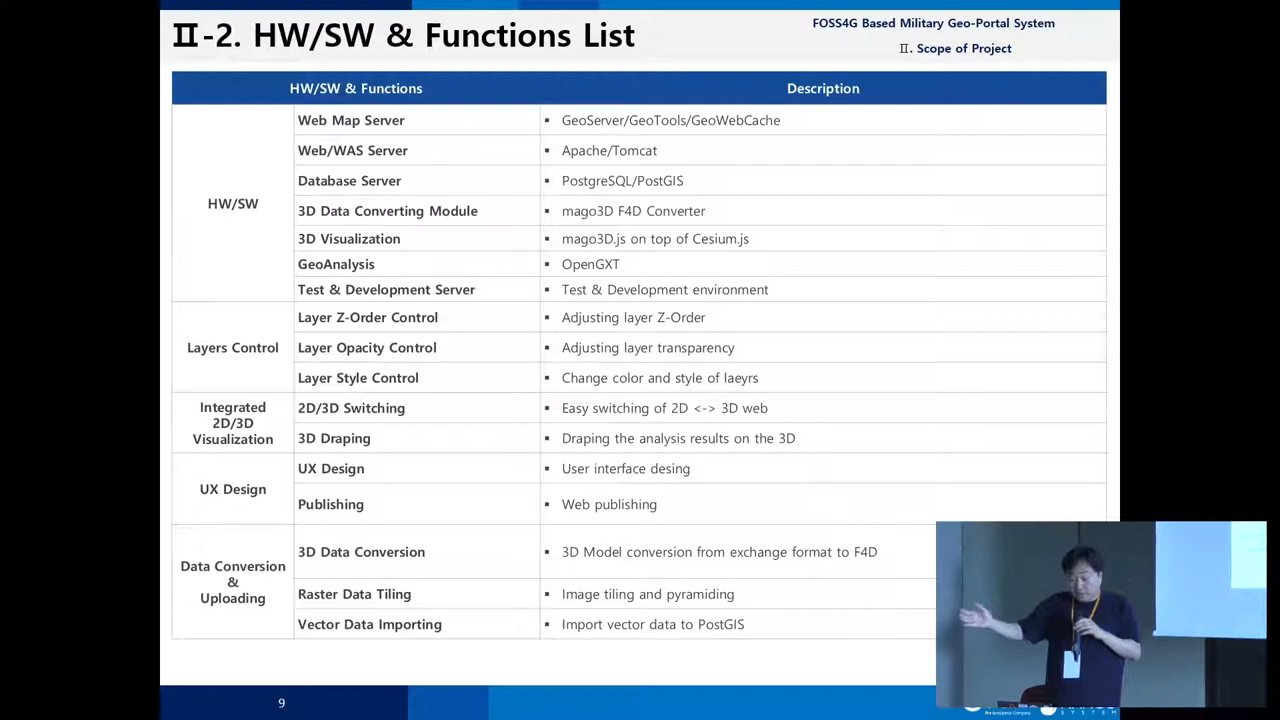 Ⅱ-2. HW/SW & Functions List
FOSS4G Based Military Geo-Portal System
Ⅱ. Scope of Project
HW/SW & Functions Description
HW/SW
Web Map Server ▪ GeoServer/GeoTools/GeoWebCache
Web/WAS Server ▪ Apache/Tomcat
Database Server ▪ PostgreSQL/PostGIS
3D Data Converting Module ▪ mago3D F4D Converter
3D Visualization ▪ mago3D.js on top of Cesium.js
GeoAnalysis ▪ OpenGXT
Test & Development Server ▪ Test & Development environment
Layers Control
Layer Z-Order Control ▪ Adjusting layer Z-Order
Layer Opacity Control ▪ Adjusting layer transparency
Layer Style Control ▪ Change color and style of laeyrs
Integrated
2D/3D
Visualization
2D/3D Switching ▪ Easy switching of 2D <-> 3D web
3D Draping ▪ Draping the analysis results on the 3D
UX Design
UX Design ▪ User interface desing
Publishing ▪ Web publishing
Data Conversion
&
Uploading
3D Data Conversion ▪ 3D Model conversion from exchange format to F4D
Raster Data Tiling ▪ Image tiling and pyramiding
Vector Data Importing ▪ Import vector data to PostGIS
9